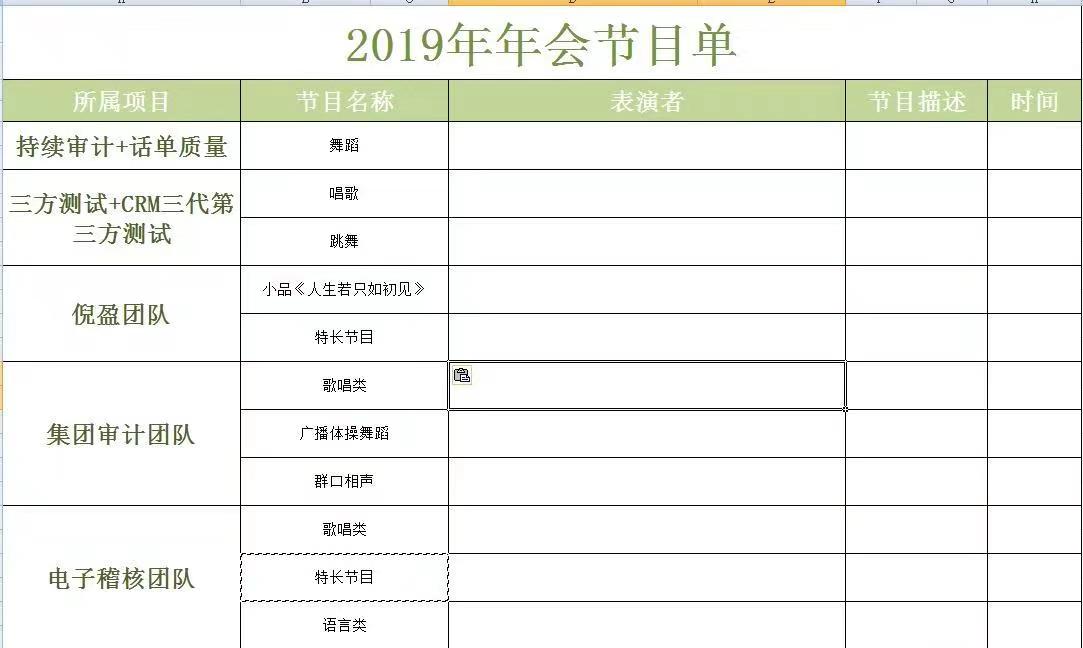 2019年年会节目单
所属项目 节目名称 表演者 节目描述 时间
持续审计+话单质量 舞蹈
三方测试+CRM三代第
三方测试
唱歌
跳舞
倪盈团队
小品《人生若只如初见》
特长节目
集团审计团队
歌唱类
广播体操舞蹈
群口相声
电子稽核团队
歌唱类
特长节目
语言类